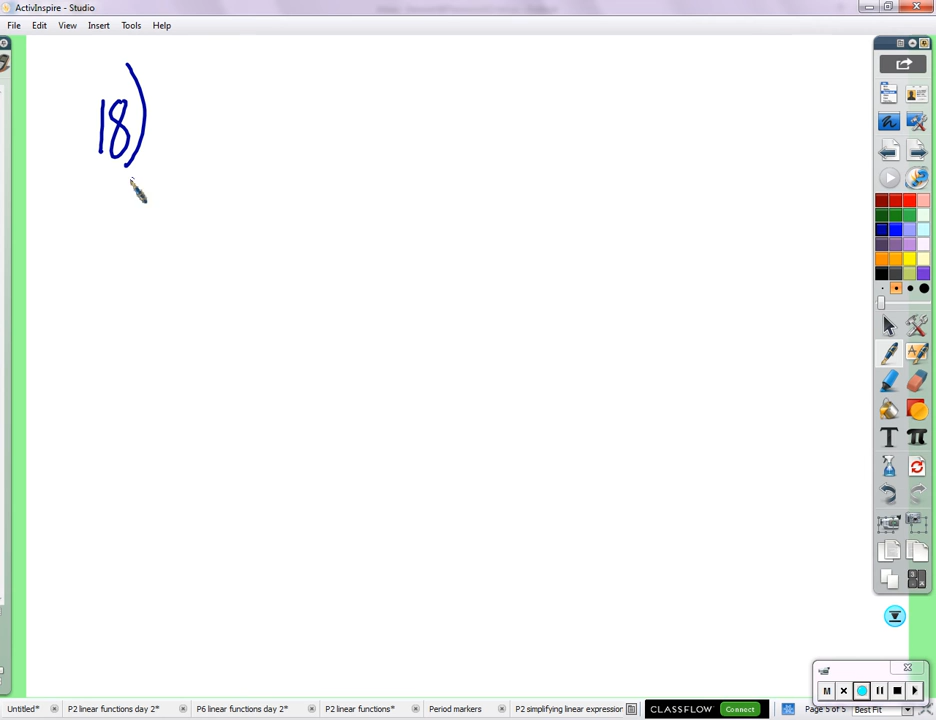 ActivInspire - Studio
File Edit View Insert Tools Help
18)
Untitled* P2 linear functions day 2* P6 linear functions day 2* P2 linear functions* Period markers P2 simplifying linear expression CLASSFLOW Connect Page 5 of 5 Best Fit
M